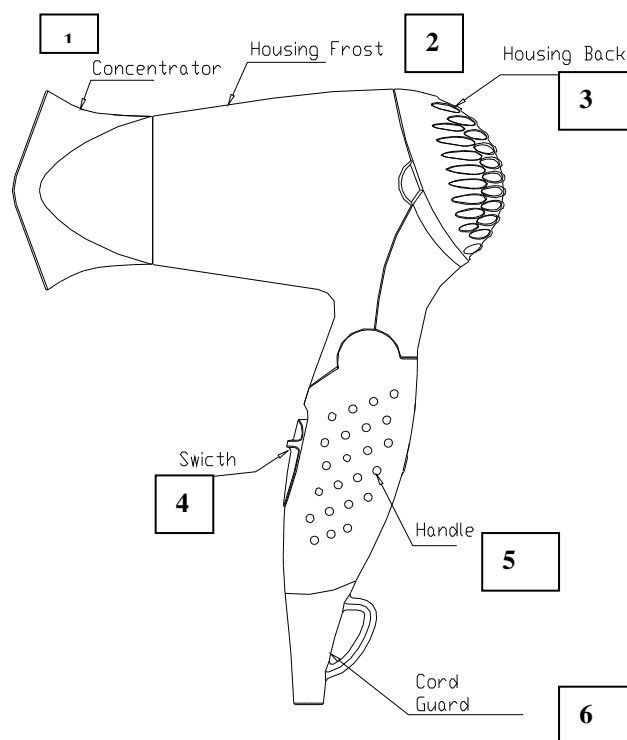 1
Concentrator
Housing Frost
2
Housing Back
3
Swicth
4
Handle
5
Cord
Guard
6